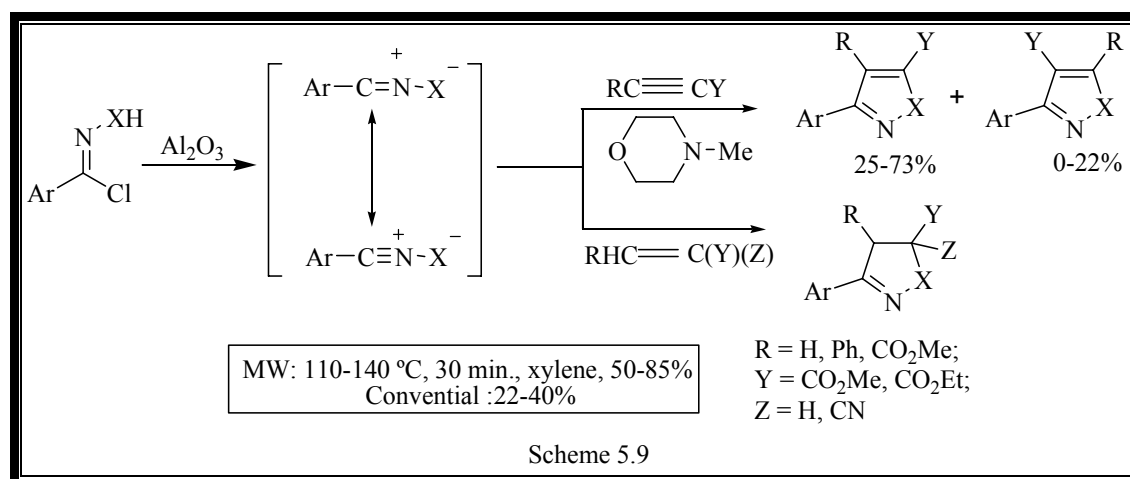 XH
N
Ar
Cl
Al₂O₃
Ar—C=N-X
+
−
Ar—C≡N-X
+
−
RC≡CY
O
N—Me
RHC=C(Y)(Z)
R
Y
Ar
N
X
25-73%
+
Y
R
Ar
N
X
0-22%
R
Y
Z
Ar
N
X
MW: 110-140 ºC, 30 min., xylene, 50-85%
Convential :22-40%
R = H, Ph, CO₂Me;
Y = CO₂Me, CO₂Et;
Z = H, CN
Scheme 5.9